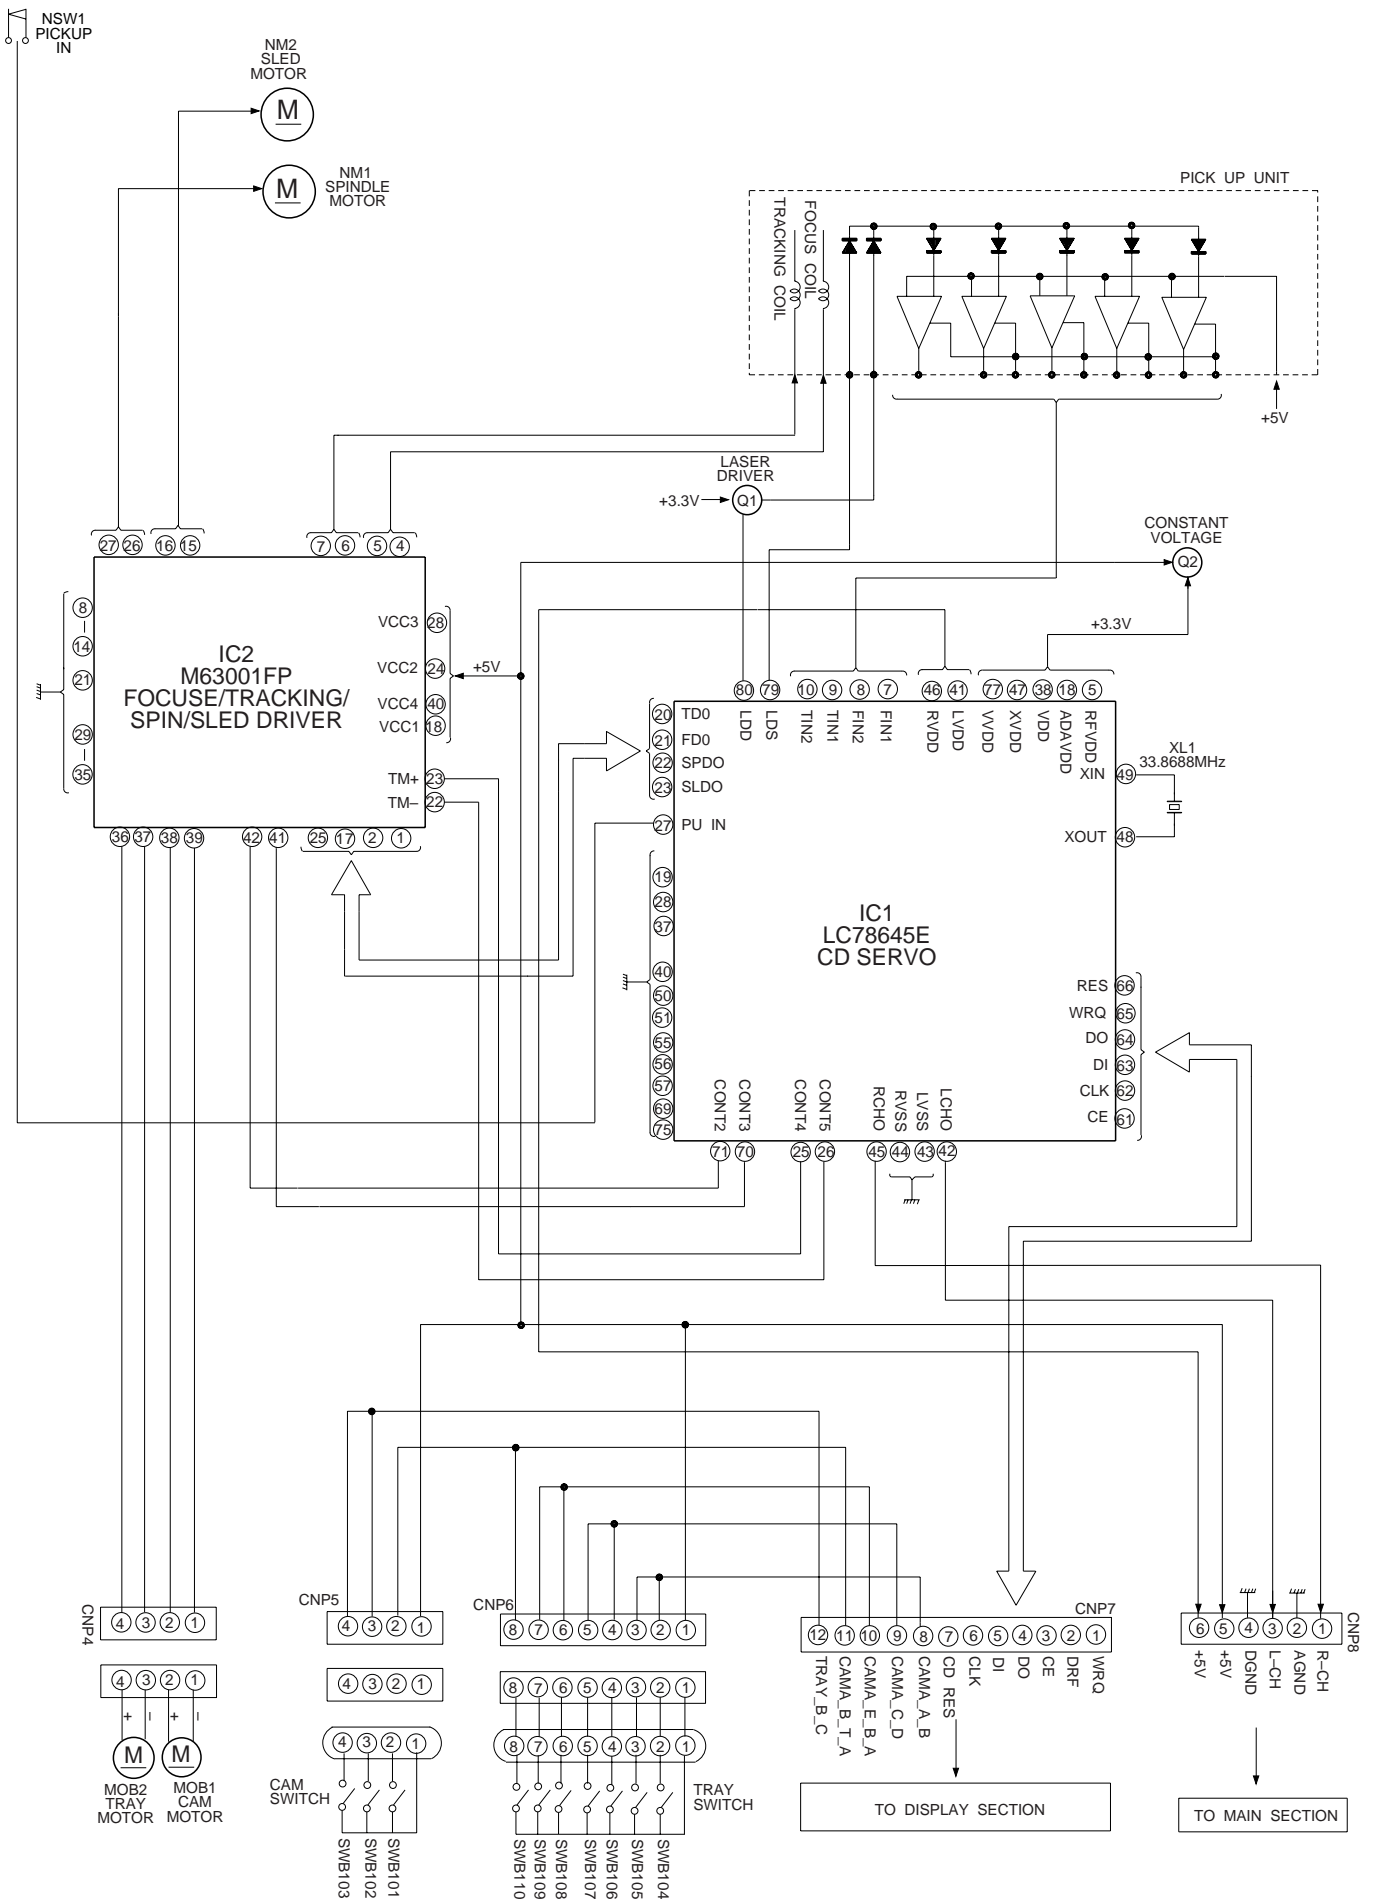 NSW1
PICKUP
IN
NM2
SLED
MOTOR
M
NM1
SPINDLE
MOTOR
M
PICK UP UNIT
TRACKING COIL
FOCUS COIL
+5V
LASER
DRIVER
+3.3V
Q1
CONSTANT
VOLTAGE
Q2
+3.3V
27 26 16 15 7 6 5 4
8
14
21
29
35
IC2
M63001FP
FOCUSE/TRACKING/
SPIN/SLED DRIVER
VCC3 28
VCC2 24
VCC4 40
VCC1 18
+5V
TM+ 23
TM– 22
36 37 38 39 42 41 25 17 2 1
80 79 10 9 8 7 46 41 77 47 38 18 5
LDD
LDS
TIN2
TIN1
FIN2
FIN1
RVDD
LVDD
VVDD
XVDD
VDD
ADAVDD
RFVDD
20 TD0
21 FD0
22 SPDO
23 SLDO
27 PU IN
19
28
37
40
50
51
55
56
57
69
75
XIN 49
XL1
33.8688MHz
XOUT 48
IC1
LC78645E
CD SERVO
RES 66
WRQ 65
DO 64
DI 63
CLK 62
CE 61
CONT2
CONT3
CONT4
CONT5
RCHO
RVSS
LVSS
LCHO
71 70 25 26 45 44 43 42
CNP4
4 3 2 1
4 3 2 1
+ – + –
M M
MOB2
TRAY
MOTOR
MOB1
CAM
MOTOR
CNP5
4 3 2 1
4 3 2 1
4 3 2 1
CAM
SWITCH
SWB103
SWB102
SWB101
CNP6
8 7 6 5 4 3 2 1
8 7 6 5 4 3 2 1
8 7 6 5 4 3 2 1
TRAY
SWITCH
SWB110
SWB109
SWB108
SWB107
SWB106
SWB105
SWB104
CNP7
12 11 10 9 8 7 6 5 4 3 2 1
TRAY_B_C
CAMA_B_T_A
CAMA_E_B_A
CAMA_C_D
CAMA_A_B
CD RES
CLK
DI
DO
CE
DRF
WRQ
TO DISPLAY SECTION
CNP8
6 5 4 3 2 1
+5V
+5V
DGND
L–CH
AGND
R–CH
TO MAIN SECTION